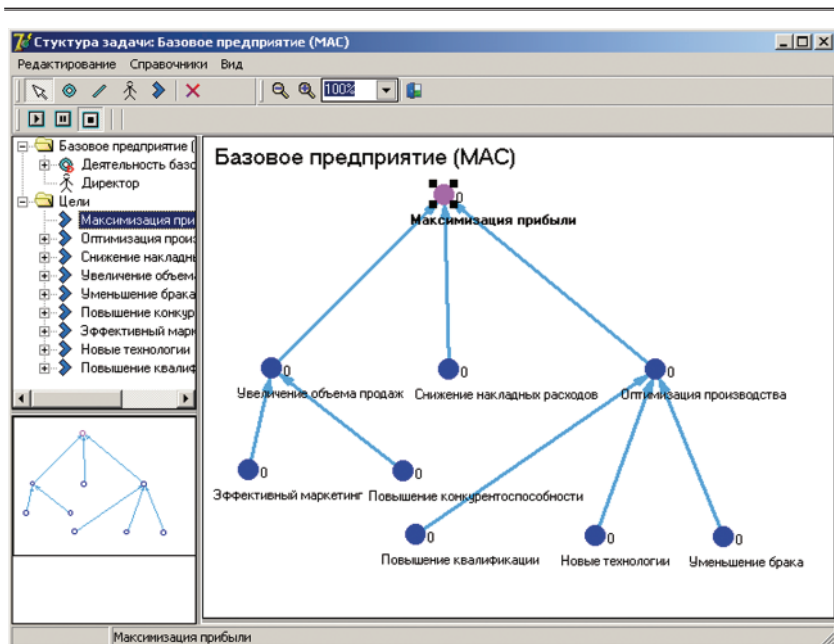 Стуктура задачи: Базовое предприятие (МАС)
Редактирование Справочники Вид
100%
Базовое предприятие (
Деятельность базо
Директор
Цели
Максимизация при
Оптимизация произ
Снижение накладны
Увеличение объема
Уменьшение брака
Повышение конкур
Эффективный марк
Новые технологии
Повышение квалиф
Базовое предприятие (МАС)
0
Максимизация прибыли
0 0 0
Увеличение объема продаж Снижение накладных расходов Оптимизация производства
0 0
Эффективный маркетинг Повышение конкурентоспособности
0 0 0
Повышение квалификации Новые технологии Уменьшение брака
Максимизация прибыли